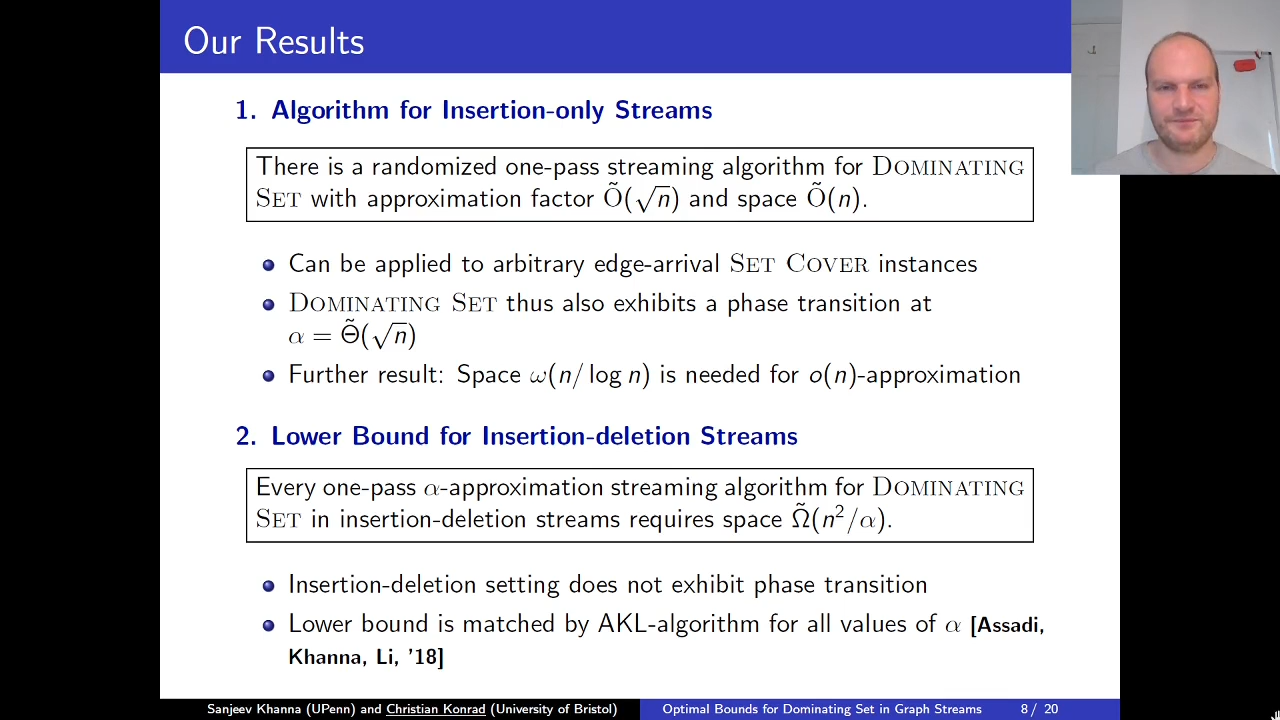 Our Results
1. Algorithm for Insertion-only Streams
There is a randomized one-pass streaming algorithm for Dominating
Set with approximation factor Õ(√n) and space Õ(n).
Can be applied to arbitrary edge-arrival Set Cover instances
Dominating Set thus also exhibits a phase transition at
α = Θ̃(√n)
Further result: Space ω(n/ log n) is needed for o(n)-approximation
2. Lower Bound for Insertion-deletion Streams
Every one-pass α-approximation streaming algorithm for Dominating
Set in insertion-deletion streams requires space Ω̃(n²/α).
Insertion-deletion setting does not exhibit phase transition
Lower bound is matched by AKL-algorithm for all values of α [Assadi,
Khanna, Li, '18]
Sanjeev Khanna (UPenn) and Christian Konrad (University of Bristol) Optimal Bounds for Dominating Set in Graph Streams 8 / 20